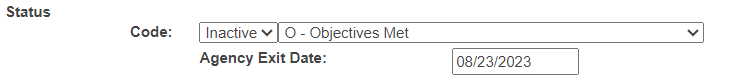 Status
Code: Inactive O - Objectives Met
Agency Exit Date: 08/23/2023